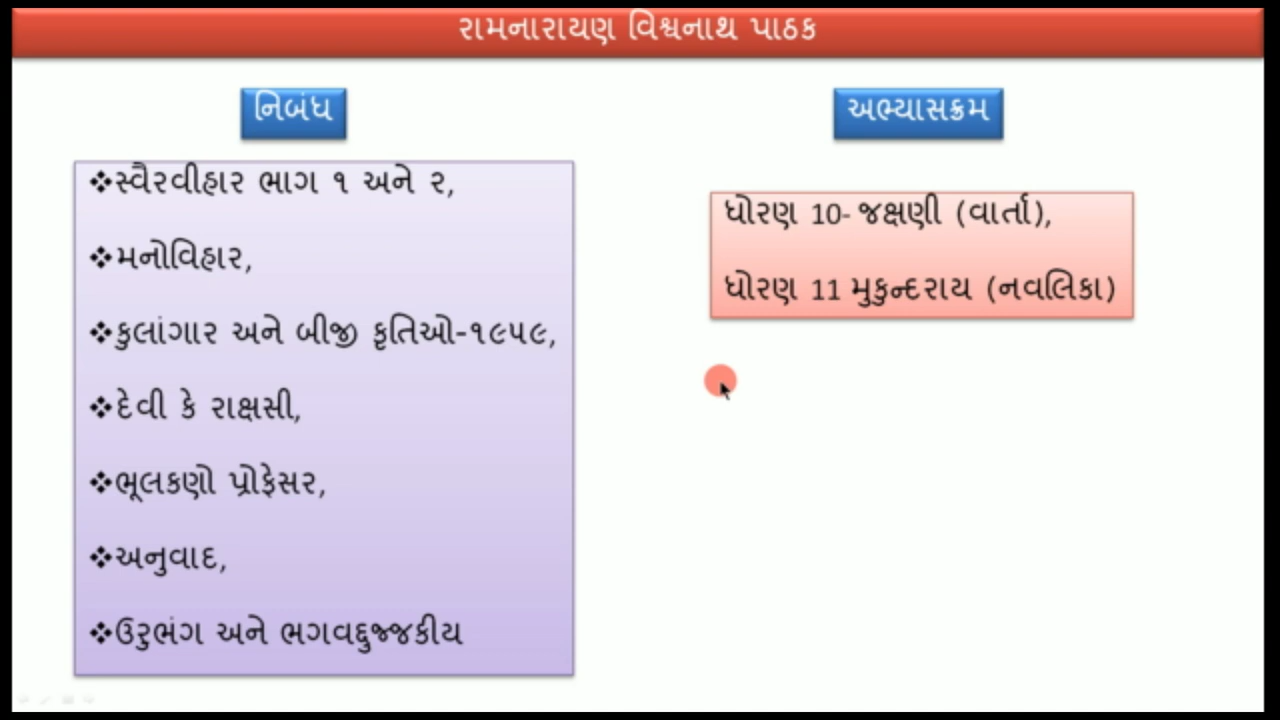 રામનારાયણ વિશ્વનાથ પાઠક
નિબંધ
❖સ્વૈરવીહાર ભાગ ૧ અને ૨,
❖મનોવિહાર,
❖કુલાંગાર અને બીજી કૃતિઓ-૧૯૫૯,
❖દેવી કે રાક્ષસી,
❖ભૂલકણો પ્રોફેસર,
❖અનુવાદ,
❖ઉરુભંગ અને ભગવદ્દુજ્જકીય
અભ્યાસક્રમ
ધોરણ 10- જક્ષણી (વાર્તા),
ધોરણ 11 મુકુન્દરાય (નવલિકા)